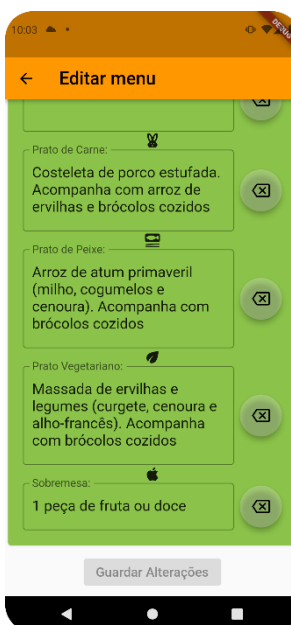 10:03
DEBUG
Editar menu
Prato de Carne:
Costeleta de porco estufada.
Acompanha com arroz de
ervilhas e brócolos cozidos
Prato de Peixe:
Arroz de atum primaveril
(milho, cogumelos e
cenoura). Acompanha com
brócolos cozidos
Prato Vegetariano:
Massada de ervilhas e
legumes (curgete, cenoura e
alho-francês). Acompanha
com brócolos cozidos
Sobremesa:
1 peça de fruta ou doce
Guardar Alterações